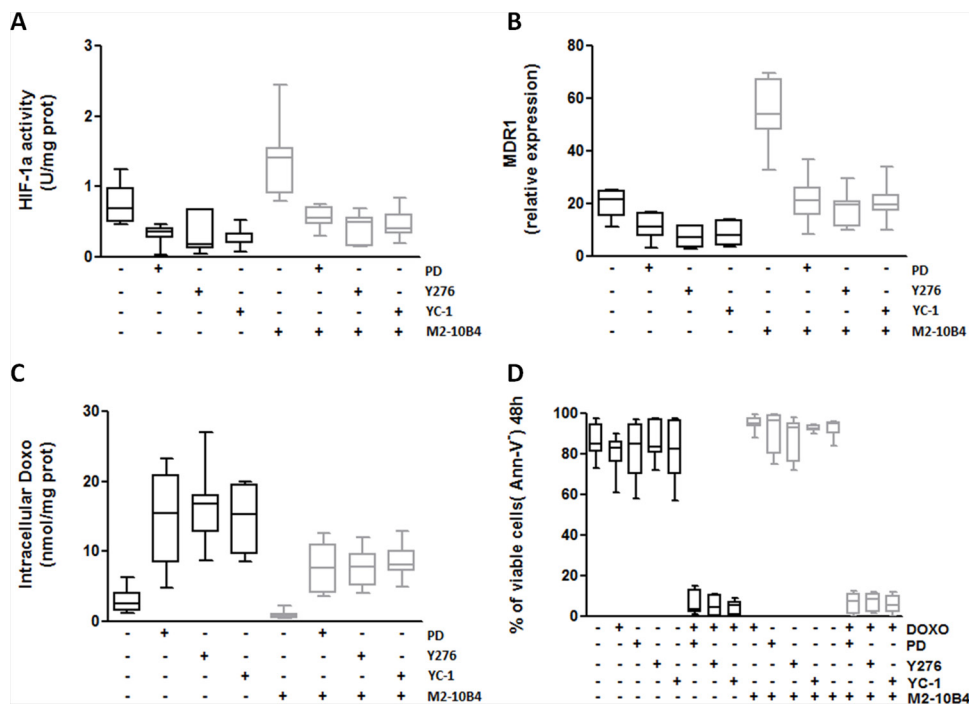 A
3
2
1
0
HIF-1a activity
(U/mg prot)
- + - - - + - - PD
- - + - - - + - Y276
- - - + - - - + YC-1
- - - - + + + + M2-10B4
B
80
60
40
20
0
MDR1
(relative expression)
- + - - - + - - PD
- - + - - - + - Y276
- - - + - - - + YC-1
- - - - + + + + M2-10B4
C
30
20
10
0
Intracellular Doxo
(nmol/mg prot)
- + - - - + - - PD
- - + - - - + - Y276
- - - + - - - + YC-1
- - - - + + + + M2-10B4
D
100
80
60
40
20
0
% of viable cells( Ann-V⁻) 48h
- + - - - + + + + - - - - + + + DOXO
- - + - - + - - - + - - - + - - PD
- - - + - - + - - - + - - - + - Y276
- - - - + - - + - - - + - - - + YC-1
- - - - - - - - + + + + + + + + M2-10B4